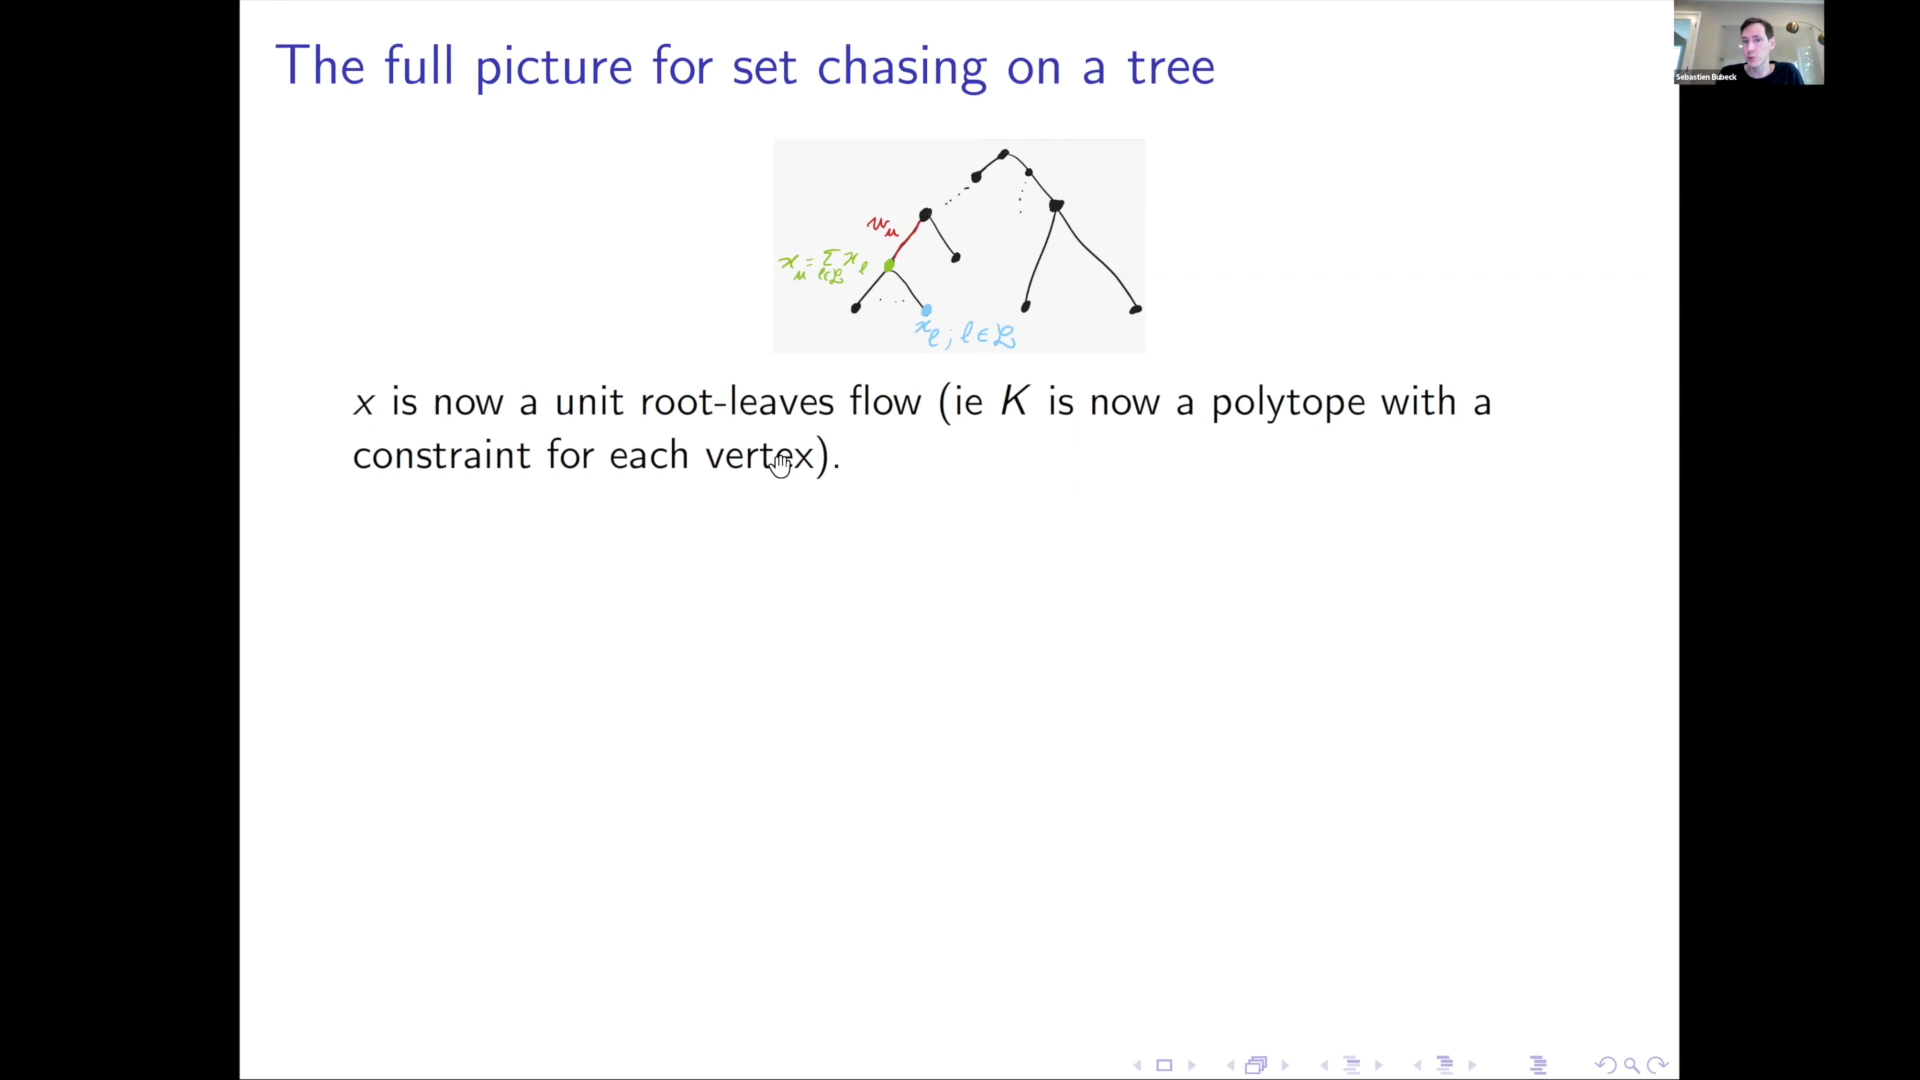 The full picture for set chasing on a tree
Sebastien Bubeck
w_u
x_u = Σ_{l∈ℒ} x_l
x_l ; l ∈ ℒ
x is now a unit root-leaves flow (ie K is now a polytope with a
constraint for each vertex).